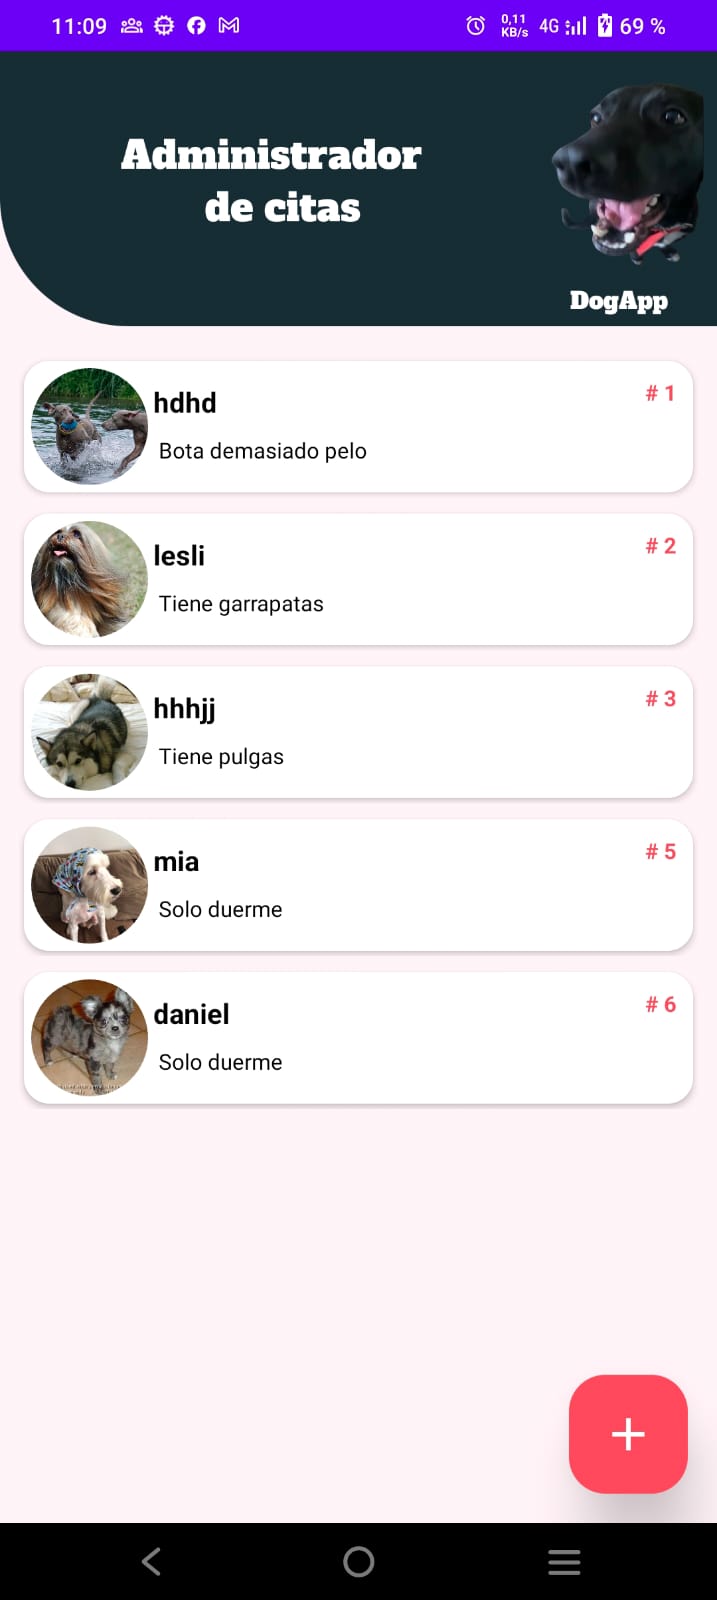 11:09
0,11
KB/s
4G
69 %
Administrador
de citas
DogApp
hdhd
# 1
Bota demasiado pelo
lesli
# 2
Tiene garrapatas
hhhjj
# 3
Tiene pulgas
mia
# 5
Solo duerme
daniel
# 6
Solo duerme